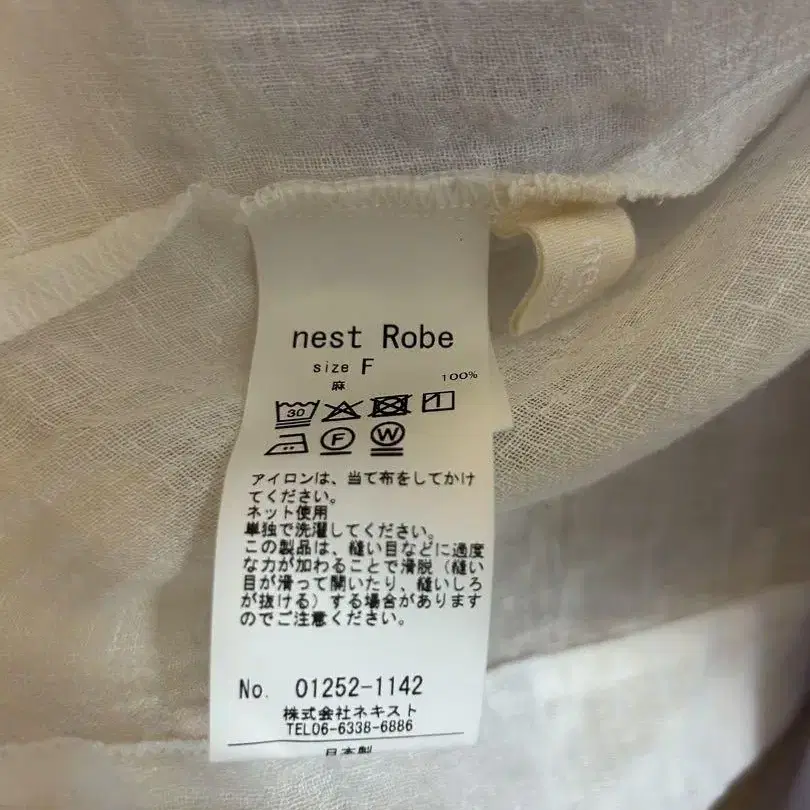 nest Robe
size F
麻 100%
30
F W
アイロンは、当て布をしてかけ
てください。
ネット使用
単独で洗濯してください。
この製品は、縫い目などに過度
な力が加わることで滑脱（縫い
目が滑って開いたり、縫いしろ
が抜ける）する場合があります
のでご注意ください。
No. 01252-1142
株式会社ネキスト
TEL06-6338-6886
日本製